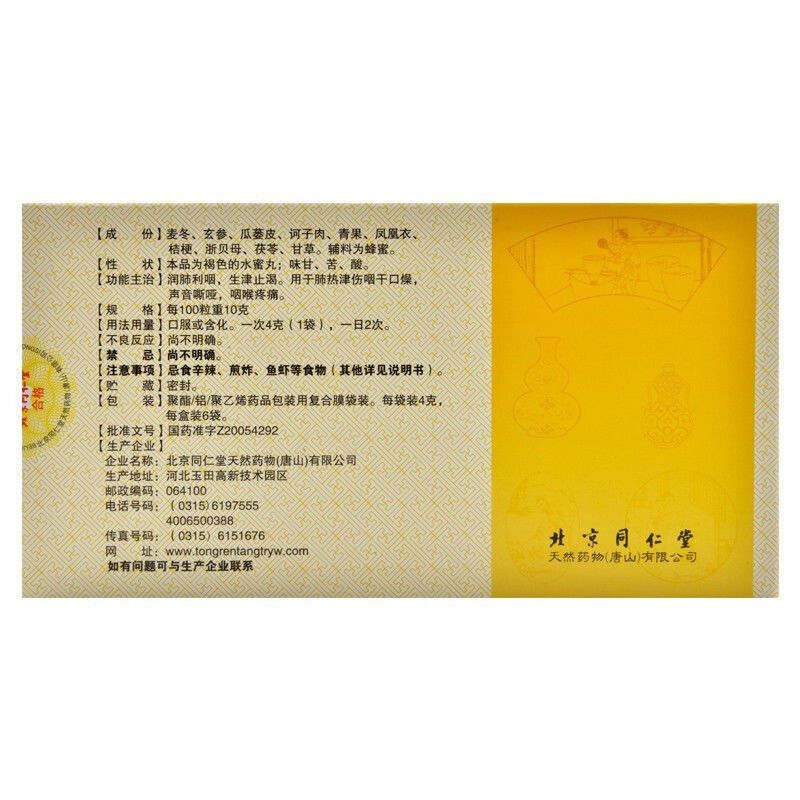 【成　份】麦冬、玄参、瓜蒌皮、诃子肉、青果、凤凰衣、
桔梗、浙贝母、茯苓、甘草。辅料为蜂蜜。
【性　状】本品为褐色的水蜜丸；味甘、苦、酸。
【功能主治】润肺利咽，生津止渴。用于肺热津伤咽干口燥，
声音嘶哑，咽喉疼痛。
【规　格】每100粒重10克
【用法用量】口服或含化。一次4克（1袋），一日2次。
【不良反应】尚不明确。
【禁　忌】尚不明确。
【注意事项】忌食辛辣、煎炸、鱼虾等食物（其他详见说明书）。
【贮　藏】密封。
【包　装】聚酯/铝/聚乙烯药品包装用复合膜袋装。每袋装4克，
每盒装6袋。
【批准文号】国药准字Z20054292
【生产企业】
企业名称：北京同仁堂天然药物(唐山)有限公司
生产地址：河北玉田高新技术园区
邮政编码：064100
电话号码：（0315）6197555
4006500388
传真号码：（0315）6151676
网　址：www.tongrentangtryw.com
如有问题可与生产企业联系
合格
北京同仁堂
天然药物(唐山)有限公司